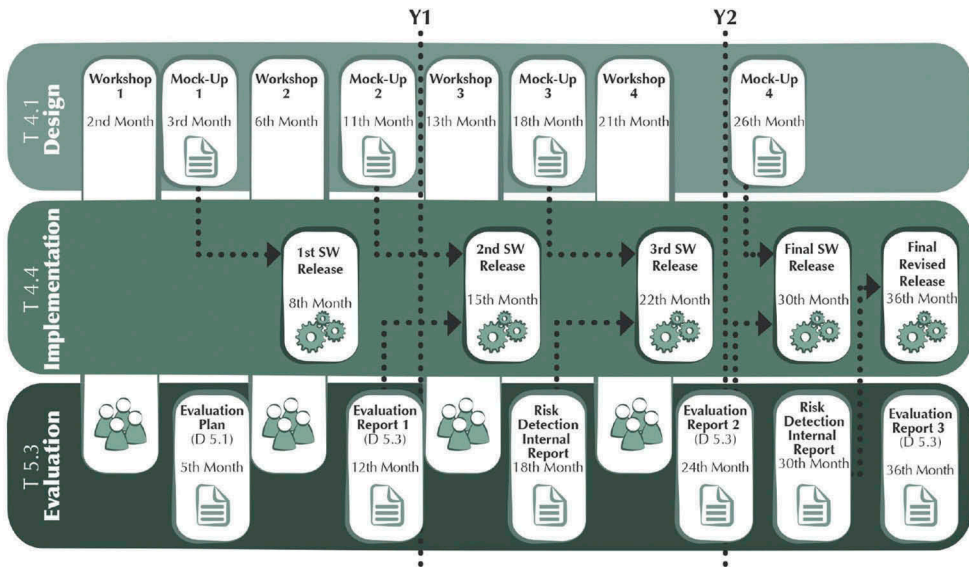 Y1
Y2
T 4.1
Design
Workshop
1
2nd Month
Mock-Up
1
3rd Month
Workshop
2
6th Month
Mock-Up
2
11th Month
Workshop
3
13th Month
Mock-Up
3
18th Month
Workshop
4
21th Month
Mock-Up
4
26th Month
T 4.4
Implementation
1st SW
Release
8th Month
2nd SW
Release
15th Month
3rd SW
Release
22th Month
Final SW
Release
30th Month
Final
Revised
Release
36th Month
T 5.3
Evaluation
Evaluation
Plan
(D 5.1)
5th Month
Evaluation
Report 1
(D 5.3)
12th Month
Risk
Detection
Internal
Report
18th Month
Evaluation
Report 2
(D 5.3)
24th Month
Risk
Detection
Internal
Report
30th Month
Evaluation
Report 3
(D 5.3)
36th Month